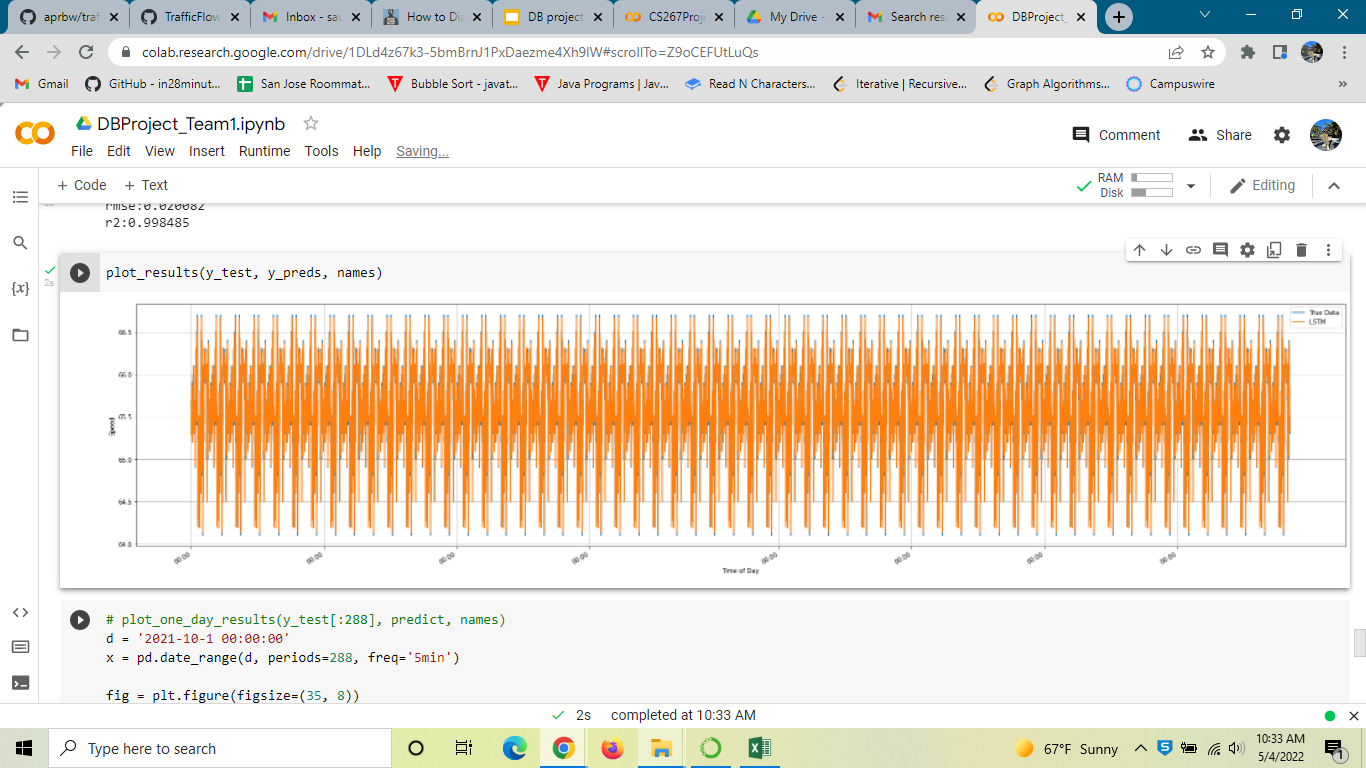 aprbw/traf
TrafficFlow
Inbox - sau
How to Dia
DB project
CS267Proj
My Drive -
Search resu
DBProject_
colab.research.google.com/drive/1DLd4z67k3-5bmBrnJ1PxDaezme4Xh9lW#scrollTo=Z9oCEFUtLuQs
Gmail
GitHub - in28minut...
San Jose Roommat...
Bubble Sort - javat...
Java Programs | Jav...
Read N Characters...
Iterative | Recursive...
Graph Algorithms...
Campuswire
»
DBProject_Team1.ipynb
Comment
Share
File Edit View Insert Runtime Tools Help Saving...
+ Code + Text
RAM
Disk
Editing
rmse:0.020082
r2:0.998485
2s
plot_results(y_test, y_preds, names)
True Data
LSTM
66.5
66.0
65.5
65.0
64.5
64.0
Speed
00:00 00:00 00:00 00:00 00:00 00:00 00:00 00:00
Time of Day
# plot_one_day_results(y_test[:288], predict, names)
d = '2021-10-1 00:00:00'
x = pd.date_range(d, periods=288, freq='5min')
fig = plt.figure(figsize=(35, 8))
2s completed at 10:33 AM
Type here to search
67°F Sunny
10:33 AM
5/4/2022
1